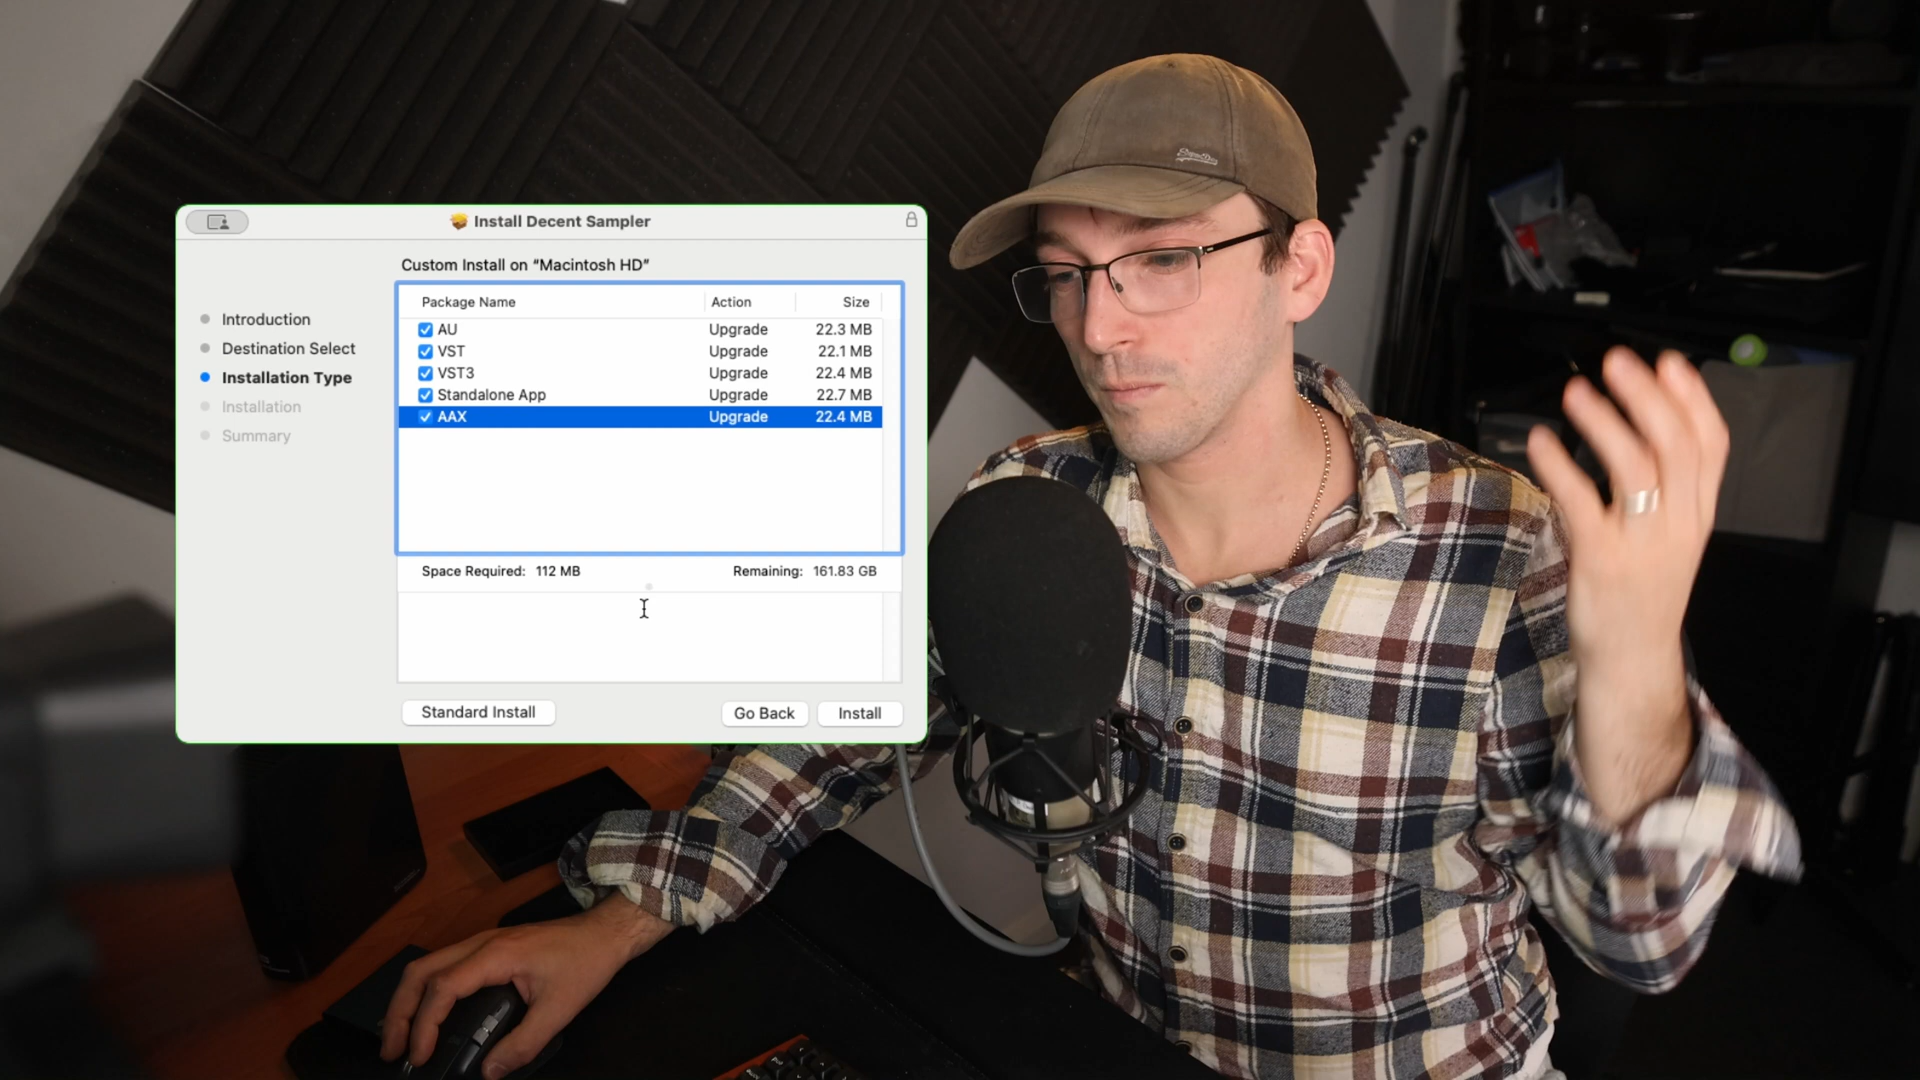 Install Decent Sampler
Custom Install on “Macintosh HD”
Introduction
Destination Select
Installation Type
Installation
Summary
Package Name Action Size
AU Upgrade 22.3 MB
VST Upgrade 22.1 MB
VST3 Upgrade 22.4 MB
Standalone App Upgrade 22.7 MB
AAX Upgrade 22.4 MB
Space Required: 112 MB Remaining: 161.83 GB
Standard Install Go Back Install
Superdry